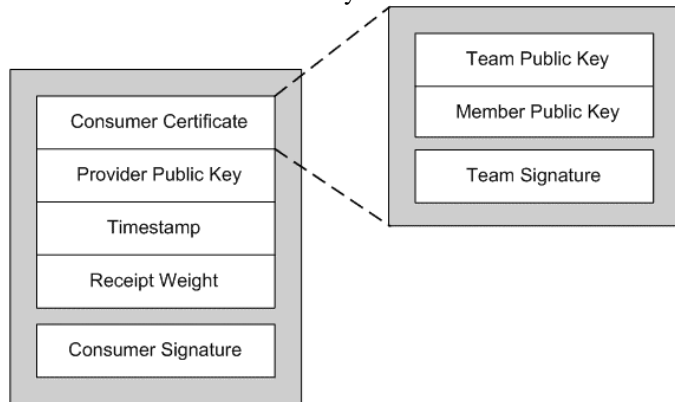 Consumer Certificate
Provider Public Key
Timestamp
Receipt Weight
Consumer Signature
Team Public Key
Member Public Key
Team Signature